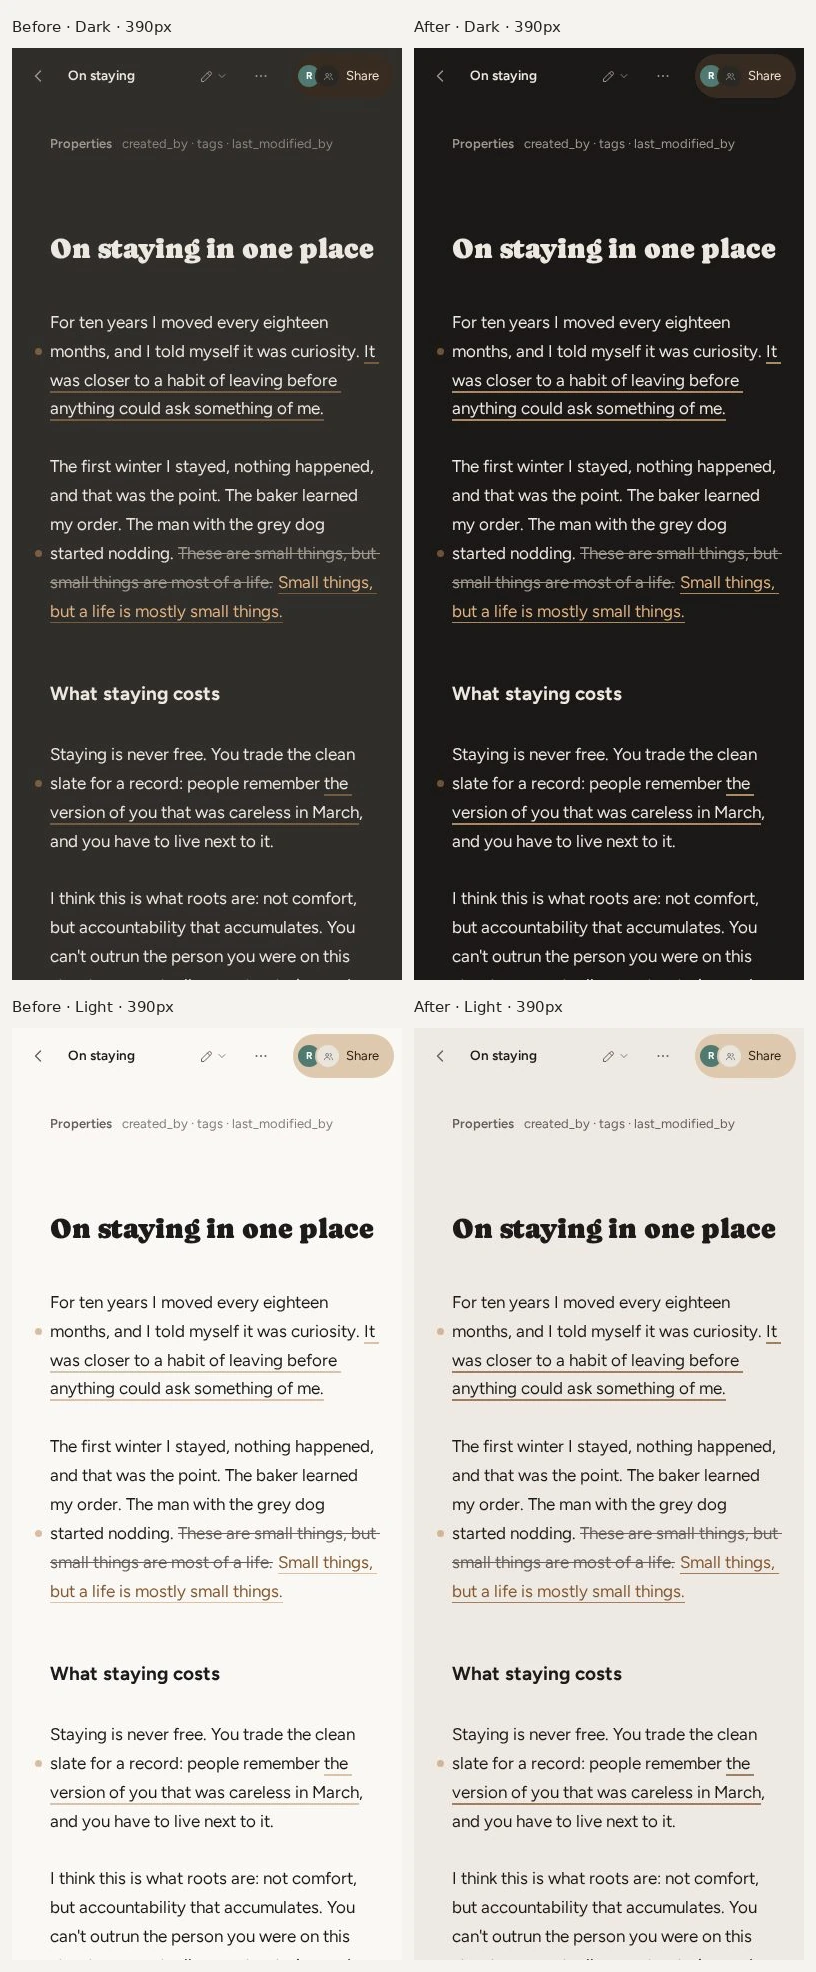 Before · Dark · 390px
On staying
R
Share
Properties created_by · tags · last_modified_by
On staying in one place
For ten years I moved every eighteen
months, and I told myself it was curiosity. It
was closer to a habit of leaving before
anything could ask something of me.
The first winter I stayed, nothing happened,
and that was the point. The baker learned
my order. The man with the grey dog
started nodding. These are small things, but
small things are most of a life. Small things,
but a life is mostly small things.
What staying costs
Staying is never free. You trade the clean
slate for a record: people remember the
version of you that was careless in March,
and you have to live next to it.
I think this is what roots are: not comfort,
but accountability that accumulates. You
can't outrun the person you were on this
After · Dark · 390px
On staying
R
Share
Properties created_by · tags · last_modified_by
On staying in one place
For ten years I moved every eighteen
months, and I told myself it was curiosity. It
was closer to a habit of leaving before
anything could ask something of me.
The first winter I stayed, nothing happened,
and that was the point. The baker learned
my order. The man with the grey dog
started nodding. These are small things, but
small things are most of a life. Small things,
but a life is mostly small things.
What staying costs
Staying is never free. You trade the clean
slate for a record: people remember the
version of you that was careless in March,
and you have to live next to it.
I think this is what roots are: not comfort,
but accountability that accumulates. You
can't outrun the person you were on this
Before · Light · 390px
On staying
R
Share
Properties created_by · tags · last_modified_by
On staying in one place
For ten years I moved every eighteen
months, and I told myself it was curiosity. It
was closer to a habit of leaving before
anything could ask something of me.
The first winter I stayed, nothing happened,
and that was the point. The baker learned
my order. The man with the grey dog
started nodding. These are small things, but
small things are most of a life. Small things,
but a life is mostly small things.
What staying costs
Staying is never free. You trade the clean
slate for a record: people remember the
version of you that was careless in March,
and you have to live next to it.
I think this is what roots are: not comfort,
but accountability that accumulates. You
can't outrun the person you were on this
After · Light · 390px
On staying
R
Share
Properties created_by · tags · last_modified_by
On staying in one place
For ten years I moved every eighteen
months, and I told myself it was curiosity. It
was closer to a habit of leaving before
anything could ask something of me.
The first winter I stayed, nothing happened,
and that was the point. The baker learned
my order. The man with the grey dog
started nodding. These are small things, but
small things are most of a life. Small things,
but a life is mostly small things.
What staying costs
Staying is never free. You trade the clean
slate for a record: people remember the
version of you that was careless in March,
and you have to live next to it.
I think this is what roots are: not comfort,
but accountability that accumulates. You
can't outrun the person you were on this